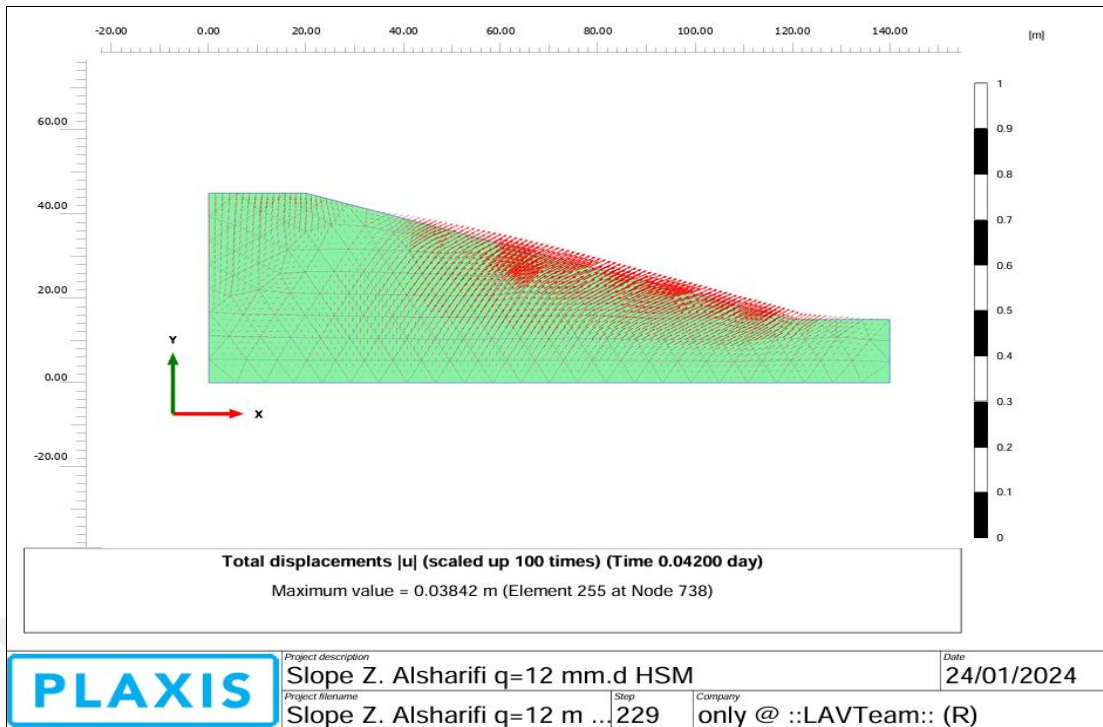 -20.00 0.00 20.00 40.00 60.00 80.00 100.00 120.00 140.00
[m]
1
0.9
0.8
0.7
0.6
0.5
0.4
0.3
0.2
0.1
0
60.00
40.00
20.00
0.00
-20.00
Y
X
Total displacements |u| (scaled up 100 times) (Time 0.04200 day)
Maximum value = 0.03842 m (Element 255 at Node 738)
PLAXIS
Project description
Slope Z. Alsharifi q=12 mm.d HSM
Date
24/01/2024
Project filename
Slope Z. Alsharifi q=12 m ...
Step
229
Company
only @ ::LAVTeam:: (R)